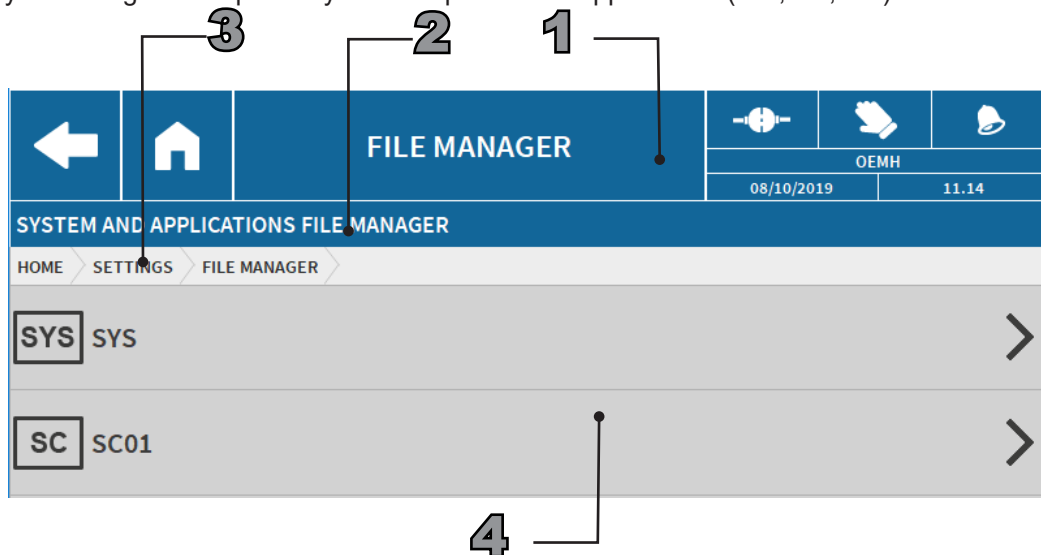 3 2 1
FILE MANAGER
OEMH
08/10/2019 11.14
SYSTEM AND APPLICATIONS FILE MANAGER
HOME SETTINGS FILE MANAGER
SYS SYS
SC SC01
4